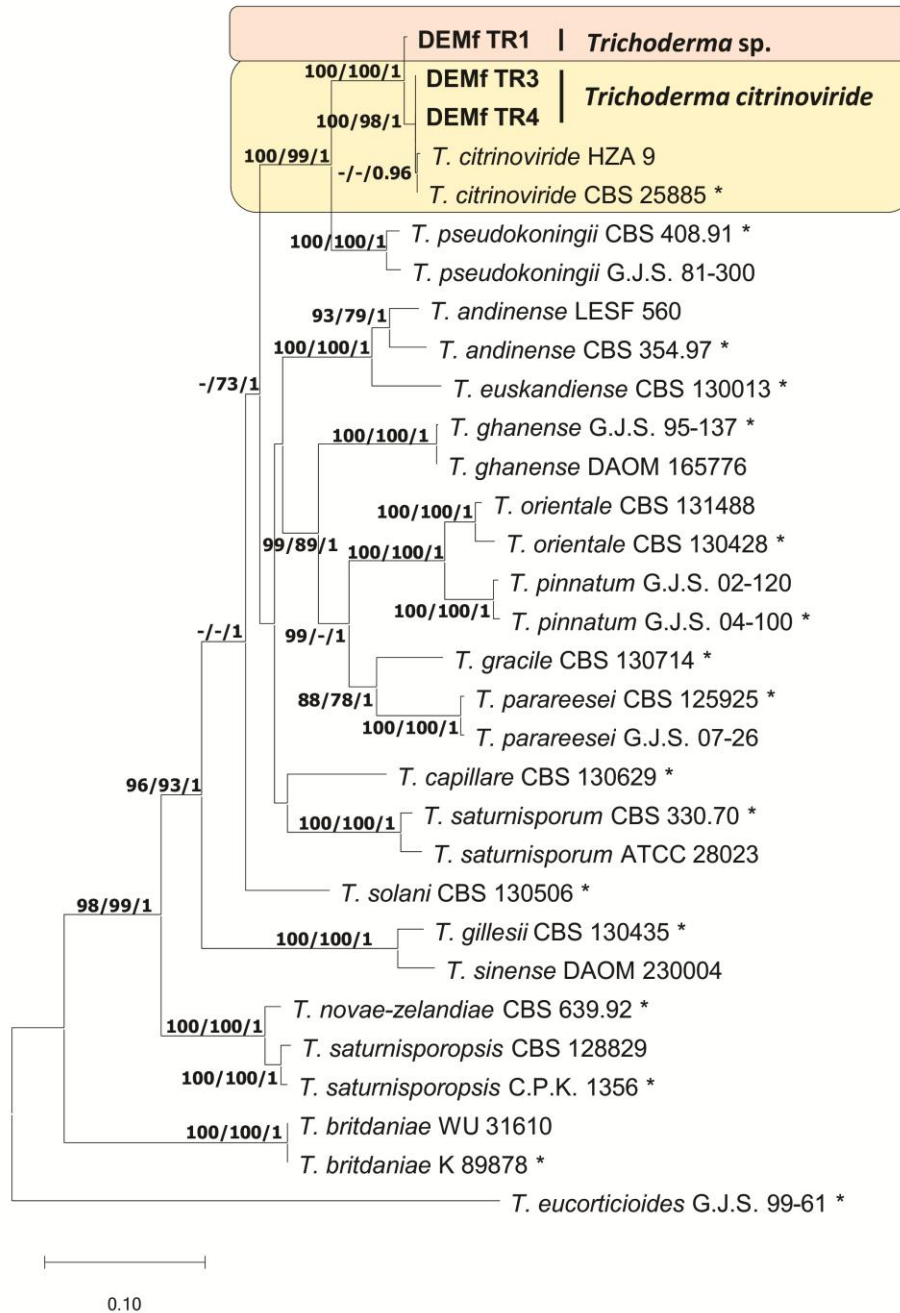 DEMf TR1 Trichoderma sp.
100/100/1 DEMf TR3
Trichoderma citrinoviride
100/98/1 DEMf TR4
100/99/1 T. citrinoviride HZA 9
-/-/0.96
T. citrinoviride CBS 25885 *
100/100/1 T. pseudokoningii CBS 408.91 *
T. pseudokoningii G.J.S. 81-300
93/79/1 T. andinense LESF 560
100/100/1 T. andinense CBS 354.97 *
-/73/1 T. euskandiense CBS 130013 *
100/100/1 T. ghanense G.J.S. 95-137 *
T. ghanense DAOM 165776
100/100/1 T. orientale CBS 131488
99/89/1 100/100/1 T. orientale CBS 130428 *
T. pinnatum G.J.S. 02-120
100/100/1 T. pinnatum G.J.S. 04-100 *
-/-/1 99/-/1
T. gracile CBS 130714 *
88/78/1 T. parareesei CBS 125925 *
100/100/1 T. parareesei G.J.S. 07-26
96/93/1 T. capillare CBS 130629 *
100/100/1 T. saturnisporum CBS 330.70 *
T. saturnisporum ATCC 28023
98/99/1 T. solani CBS 130506 *
100/100/1 T. gillesii CBS 130435 *
T. sinense DAOM 230004
100/100/1 T. novae-zelandiae CBS 639.92 *
T. saturnisporopsis CBS 128829
100/100/1 T. saturnisporopsis C.P.K. 1356 *
100/100/1 T. britdaniae WU 31610
T. britdaniae K 89878 *
T. eucorticioides G.J.S. 99-61 *
0.10